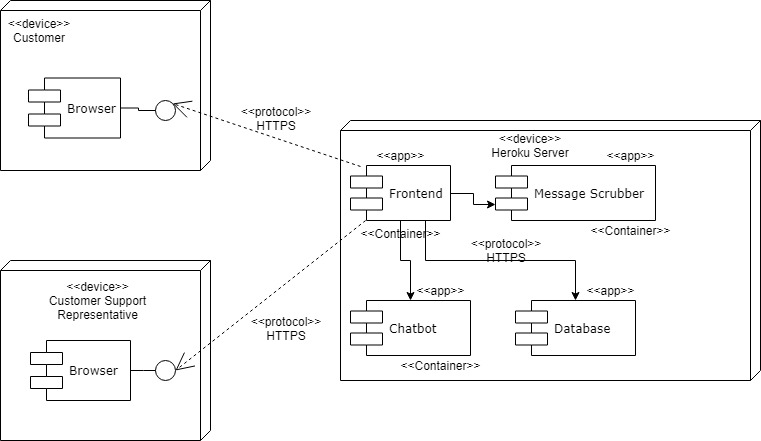 <<device>>
Customer
Browser
<<protocol>>
HTTPS
<<device>>
Heroku Server
<<app>>
<<app>>
Frontend
Message Scrubber
<<Container>>
<<Container>>
<<protocol>>
HTTPS
<<device>>
Customer Support
Representative
Browser
<<protocol>>
HTTPS
<<app>>
<<app>>
Chatbot
Database
<<Container>>